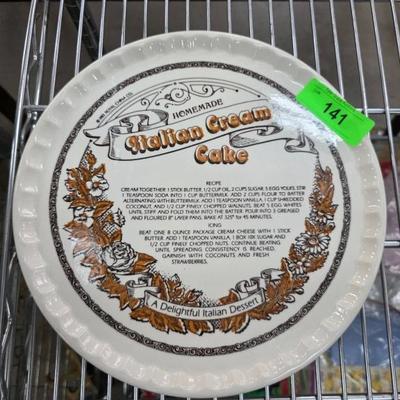 © 1983 ROYAL CHINA CO.
HOMEMADE
Italian Cream
Cake
RECIPE
CREAM TOGETHER 1 STICK BUTTER, 1/2 CUP OIL, 2 CUPS SUGAR, 5 EGG YOLKS. STIR
1 TEASPOON SODA INTO 1 CUP BUTTERMILK. ADD 2 CUPS FLOUR TO BATTER
ALTERNATING WITH BUTTERMILK. ADD 1 TEASPOON VANILLA, 1 CUP SHREDDED
COCONUT, AND 1/2 CUP FINELY CHOPPED WALNUTS. BEAT 5 EGG WHITES
UNTIL STIFF AND FOLD THEM INTO THE BATTER. POUR INTO 3 GREASED
AND FLOURED 8" LAYER PANS. BAKE AT 325° for 45 MINUTES.
ICING
BEAT ONE 8 OUNCE PACKAGE CREAM CHEESE WITH 1 STICK
BUTTER. ADD 1 TEASPOON VANILLA, 1 BOX 10X SUGAR AND
1/2 CUP FINELY CHOPPED NUTS. CONTINUE BEATING
UNTIL SPREADING CONSISTENCY IS REACHED.
GARNISH WITH COCONUTS AND FRESH
STRAWBERRIES.
A Delightful Italian Dessert
141